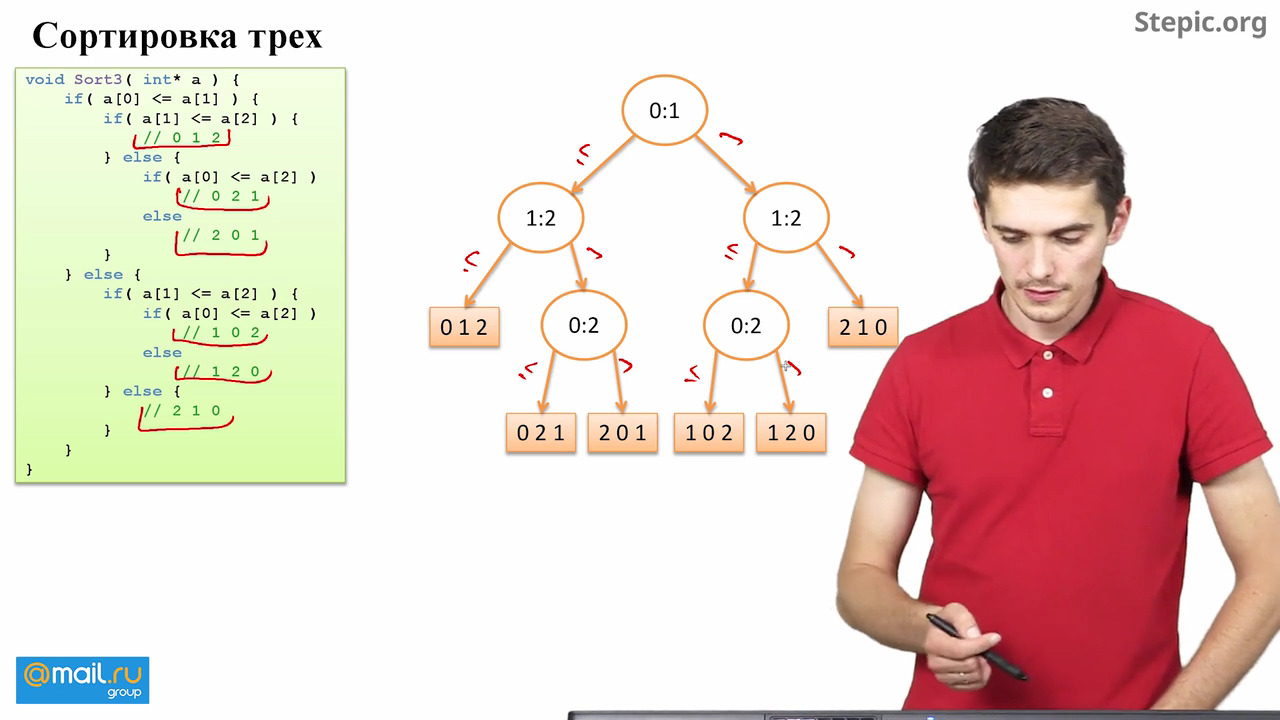 Сортировка трех
Stepic.org
void Sort3( int* a ) {
if( a[0] <= a[1] ) {
if( a[1] <= a[2] ) {
// 0 1 2
} else {
if( a[0] <= a[2] )
// 0 2 1
else
// 2 0 1
}
} else {
if( a[1] <= a[2] ) {
if( a[0] <= a[2] )
// 1 0 2
else
// 1 2 0
} else {
// 2 1 0
}
}
}
0:1
1:2
1:2
0 1 2
0:2
0:2
2 1 0
0 2 1
2 0 1
1 0 2
1 2 0
@mail.ru
group